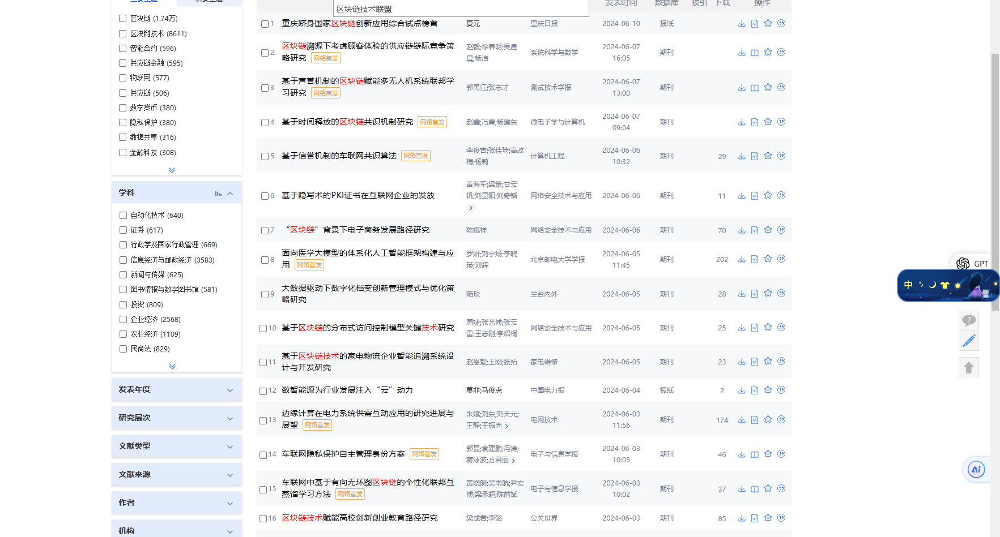 主要主题 次要主题
区块链 (1.74万)
区块链技术 (8611)
智能合约 (596)
供应链金融 (595)
物联网 (577)
供应链 (506)
数字货币 (380)
隐私保护 (380)
数据共享 (316)
金融科技 (308)
学科
自动化技术 (640)
证券 (617)
行政学及国家行政管理 (669)
信息经济与邮政经济 (3583)
新闻与传媒 (625)
图书情报与数字图书馆 (581)
投资 (809)
企业经济 (2568)
农业经济 (1109)
民商法 (829)
发表年度
研究层次
文献类型
文献来源
作者
机构
区块链技术联盟
发表时间 数据库 被引 下载 操作
1 重庆跻身国家区块链创新应用综合试点榜首 夏元 重庆日报 2024-06-10 报纸
2 区块链溯源下考虑顾客体验的供应链链际竞争策 赵毅;徐春明;吴晨 系统科学与数学 2024-06-07 期刊
略研究 网络首发 晨;杨洁 16:05
3 基于声誉机制的区块链赋能多无人机系统联邦学 郭禹江;张志才 测试技术学报 2024-06-07 期刊
习研究 网络首发 13:00
4 基于时间释放的区块链共识机制研究 网络首发 赵鑫;冯勇;杨建东 微电子学与计算机 2024-06-07 期刊
09:04
5 基于信誉机制的车联网共识算法 网络首发 李俊吉;张佳琦;高改 计算机工程 2024-06-06 期刊 29
梅;杨莉 10:32
6 基于隐写术的PKI证书在互联网企业的发放 黄海军;梁策;甘云 网络安全技术与应用 2024-06-06 期刊 11
钒;刘显阳;刘奇韬
7 “区块链”背景下电子商务发展路径研究 陈娥祥 网络安全技术与应用 2024-06-06 期刊 70
8 面向医学大模型的体系化人工智能框架构建与应 罗妍;刘宇炀;李晓 北京邮电大学学报 2024-06-05 期刊 202
用 网络首发 瑛;刘辉 11:45
9 大数据驱动下数字化档案创新管理模式与优化策 陆琰 兰台内外 2024-06-05 期刊 28
略研究
10 基于区块链的分布式访问控制模型关键技术研究 周婕;张艺博;张云 网络安全技术与应用 2024-06-05 期刊 25
雷;王志刚;李炤桐
11 基于区块链技术的家电物流企业智能追溯系统设 赵恩毅;王刚;张拓 家电维修 2024-06-05 期刊 23
计与开发研究
12 数智能源为行业发展注入“云”动力 莫非;马俊虎 中国电力报 2024-06-04 报纸 2
13 边缘计算在电力系统供需互动应用的研究进展与 朱斌;刘东;刘天元; 电网技术 2024-06-03 期刊 174
展望 网络首发 王静;王振尚 11:56
14 车联网隐私保护自主管理身份方案 网络首发 郭显;袁建鹏;冯涛; 电子与信息学报 2024-06-03 期刊 46
蒋泳波;方君丽 10:05
15 车联网中基于有向无环图区块链的个性化联邦互 黄晓舸;吴雨航;尹宏 电子与信息学报 2024-06-03 期刊 37
蒸馏学习方法 网络首发 博;梁承超;陈前斌 10:02
16 区块链技术赋能高校创新创业教育路径研究 梁成君;李懿 公关世界 2024-06-03 期刊 85
GPT
中
Ai